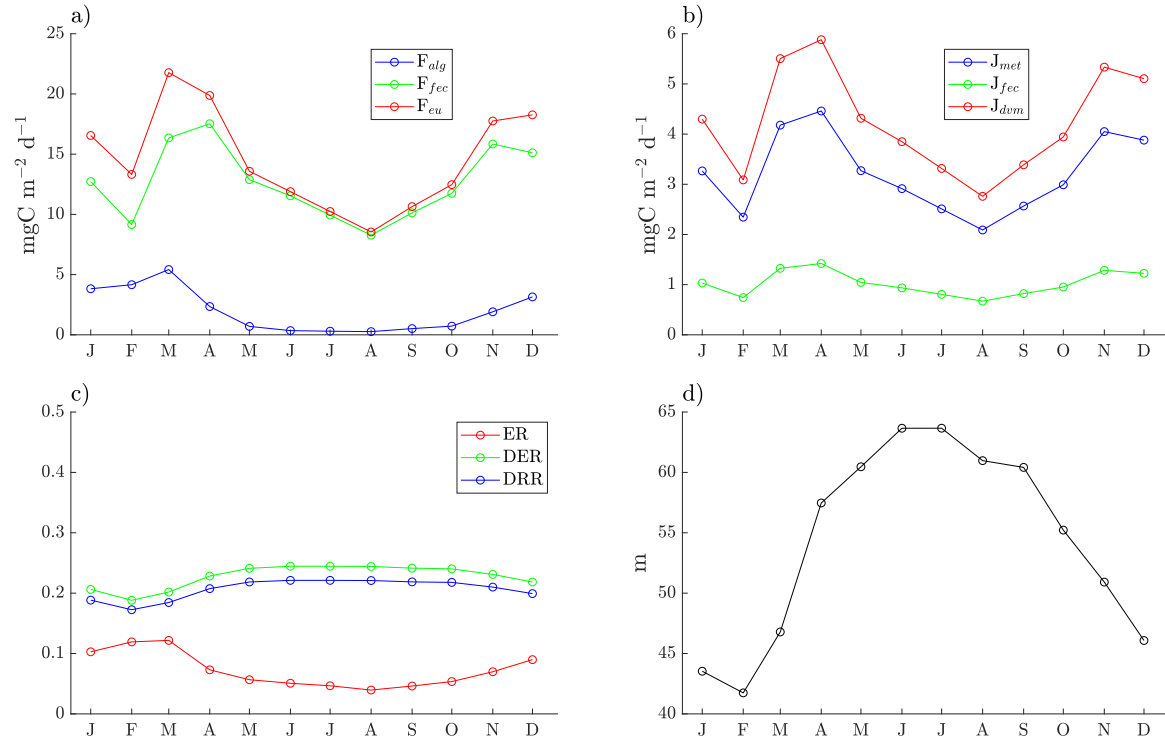 a)
25
20
15
10
5
0
mgC m⁻² d⁻¹
F_alg
F_fec
F_eu
J F M A M J J A S O N D
b)
6
5
4
3
2
1
0
mgC m⁻² d⁻¹
J_met
J_fec
J_dvm
J F M A M J J A S O N D
c)
0.5
0.4
0.3
0.2
0.1
0
ER
DER
DRR
J F M A M J J A S O N D
d)
65
60
55
50
45
40
m
J F M A M J J A S O N D